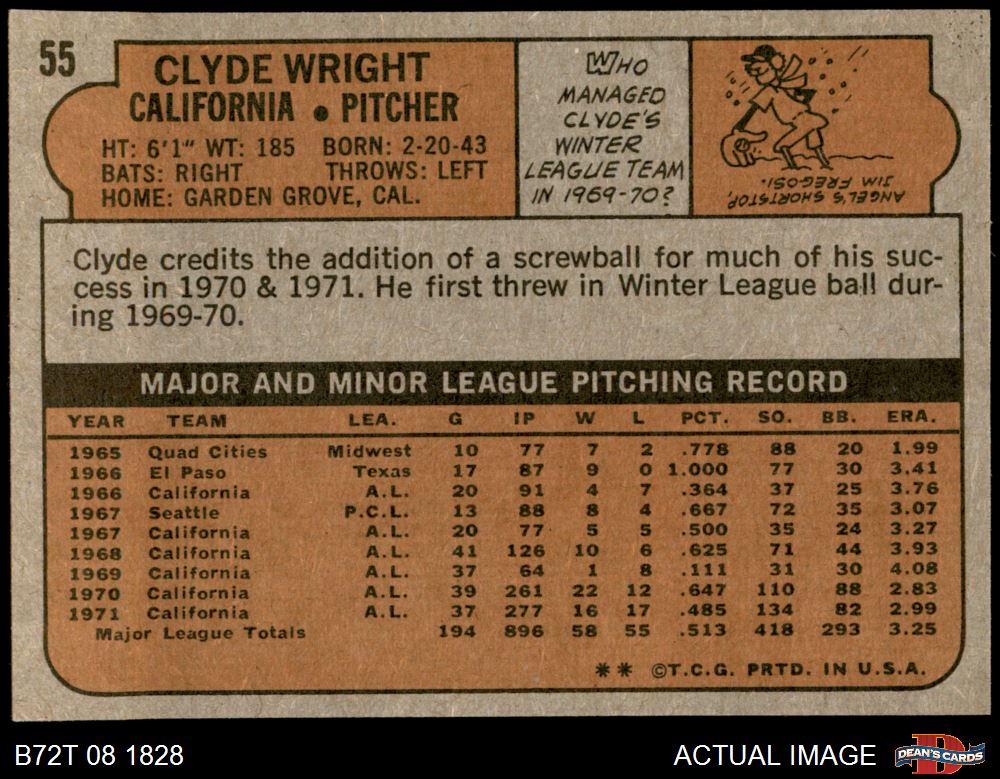 55
CLYDE WRIGHT
CALIFORNIA • PITCHER
HT: 6'1" WT: 185 BORN: 2-20-43
BATS: RIGHT THROWS: LEFT
HOME: GARDEN GROVE, CAL.
WHO
MANAGED
CLYDE'S
WINTER
LEAGUE TEAM
IN 1969-70?
ANGEL'S SHORTSTOP,
JIM FREGOSI.
Clyde credits the addition of a screwball for much of his suc-
cess in 1970 & 1971. He first threw in Winter League ball dur-
ing 1969-70.
MAJOR AND MINOR LEAGUE PITCHING RECORD
YEAR TEAM LEA. G IP W L PCT. SO. BB. ERA.
1965 Quad Cities Midwest 10 77 7 2 .778 88 20 1.99
1966 El Paso Texas 17 87 9 0 1.000 77 30 3.41
1966 California A.L. 20 91 4 7 .364 37 25 3.76
1967 Seattle P.C.L. 13 88 8 4 .667 72 35 3.07
1967 California A.L. 20 77 5 5 .500 35 24 3.27
1968 California A.L. 41 126 10 6 .625 71 44 3.93
1969 California A.L. 37 64 1 8 .111 31 30 4.08
1970 California A.L. 39 261 22 12 .647 110 88 2.83
1971 California A.L. 37 277 16 17 .485 134 82 2.99
Major League Totals 194 896 58 55 .513 418 293 3.25
** ©T.C.G. PRTD. IN U.S.A.
B72T 08 1828 ACTUAL IMAGE
DEAN'S CARDS